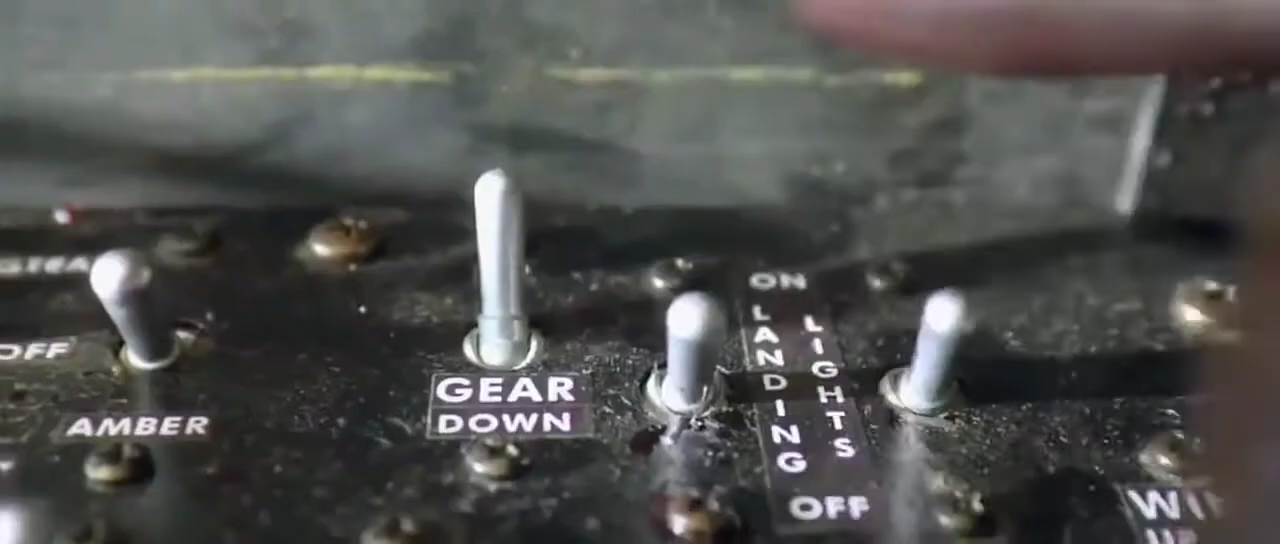 OFF
AMBER
GEAR
DOWN
ON
LANDING
LIGHTS
OFF